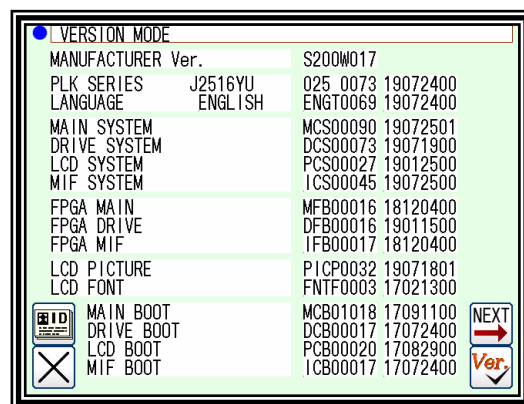 VERSION MODE
MANUFACTURER Ver. S200W017
PLK SERIES J2516YU 025 0073 19072400
LANGUAGE ENGLISH ENGT0069 19072400
MAIN SYSTEM MCS00090 19072501
DRIVE SYSTEM DCS00073 19071900
LCD SYSTEM PCS00027 19012500
MIF SYSTEM ICS00045 19072500
FPGA MAIN MFB00016 18120400
FPGA DRIVE DFB00016 19011500
FPGA MIF IFB00017 18120400
LCD PICTURE PICP0032 19071801
LCD FONT FNTF0003 17021300
ID MAIN BOOT MCB01018 17091100 NEXT
DRIVE BOOT DCB00017 17072400
LCD BOOT PCB00020 17082900 Ver.
MIF BOOT ICB00017 17072400